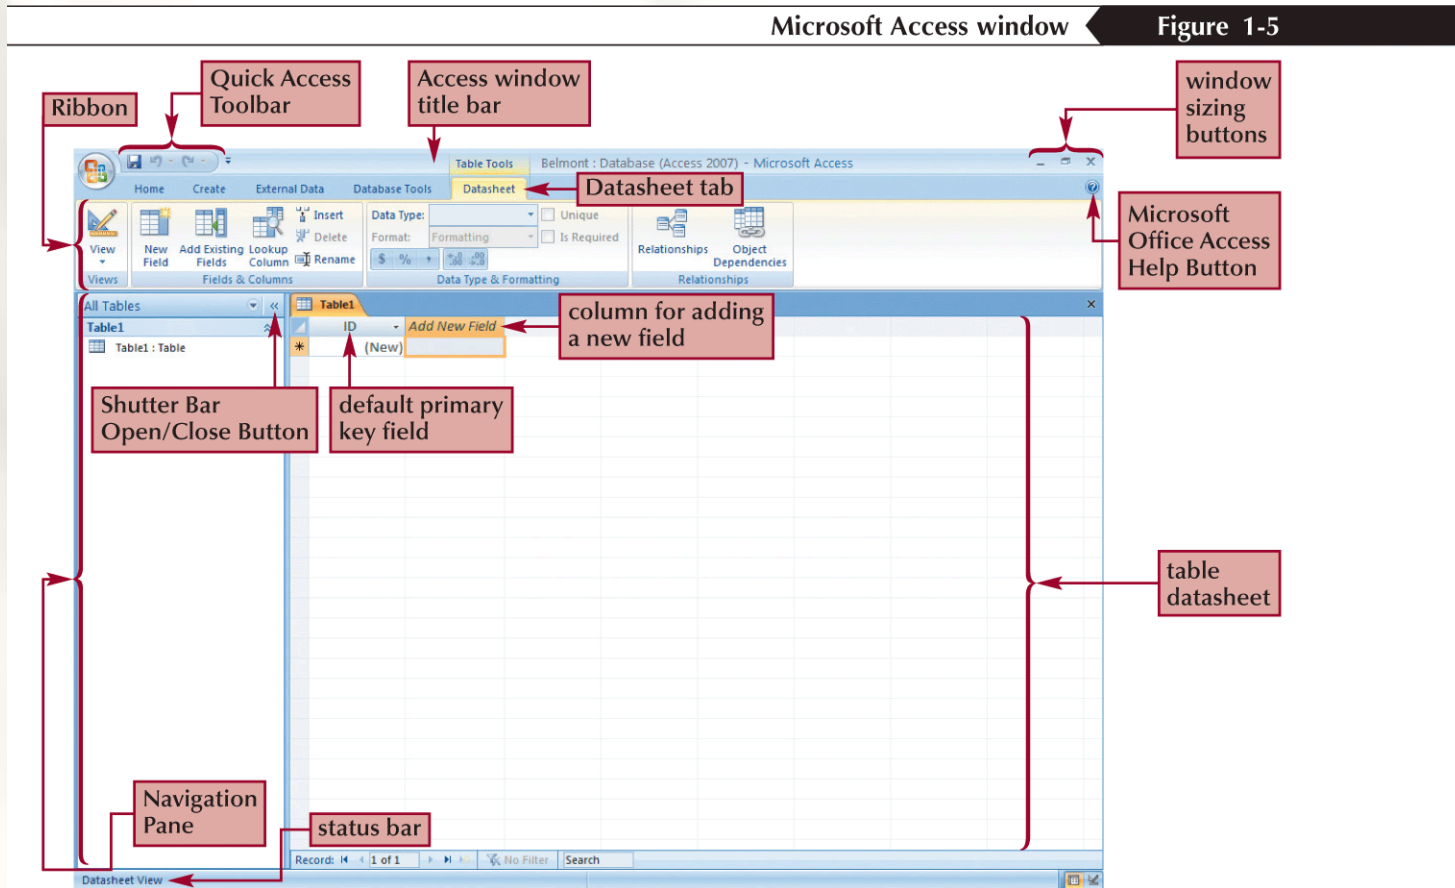 Microsoft Access window Figure 1-5
Quick Access
Toolbar
Access window
title bar
window
sizing
buttons
Ribbon
Table Tools Belmont : Database (Access 2007) - Microsoft Access
Home Create External Data Database Tools Datasheet
Datasheet tab
Microsoft
Office Access
Help Button
View
Views
New
Field
Add Existing
Fields
Lookup
Column
Insert
Delete
Rename
Fields & Columns
Data Type:
Format: Formatting
$ % ,
.0 .00
.00 .0
Unique
Is Required
Data Type & Formatting
Relationships
Object
Dependencies
Relationships
All Tables «
Table1
Table1 : Table
Table1
ID Add New Field
* (New)
column for adding
a new field
Shutter Bar
Open/Close Button
default primary
key field
table
datasheet
Navigation
Pane
status bar
Record: 1 of 1 No Filter Search
Datasheet View